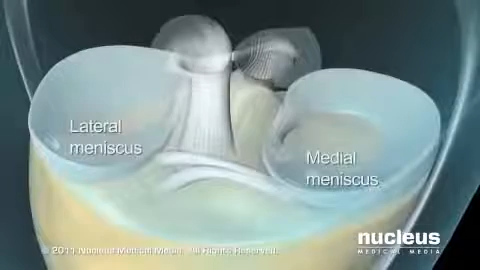 Lateral
meniscus
Medial
meniscus
© 2011 Nucleus Medical Media. All Rights Reserved.
nucleus
MEDICAL MEDIA